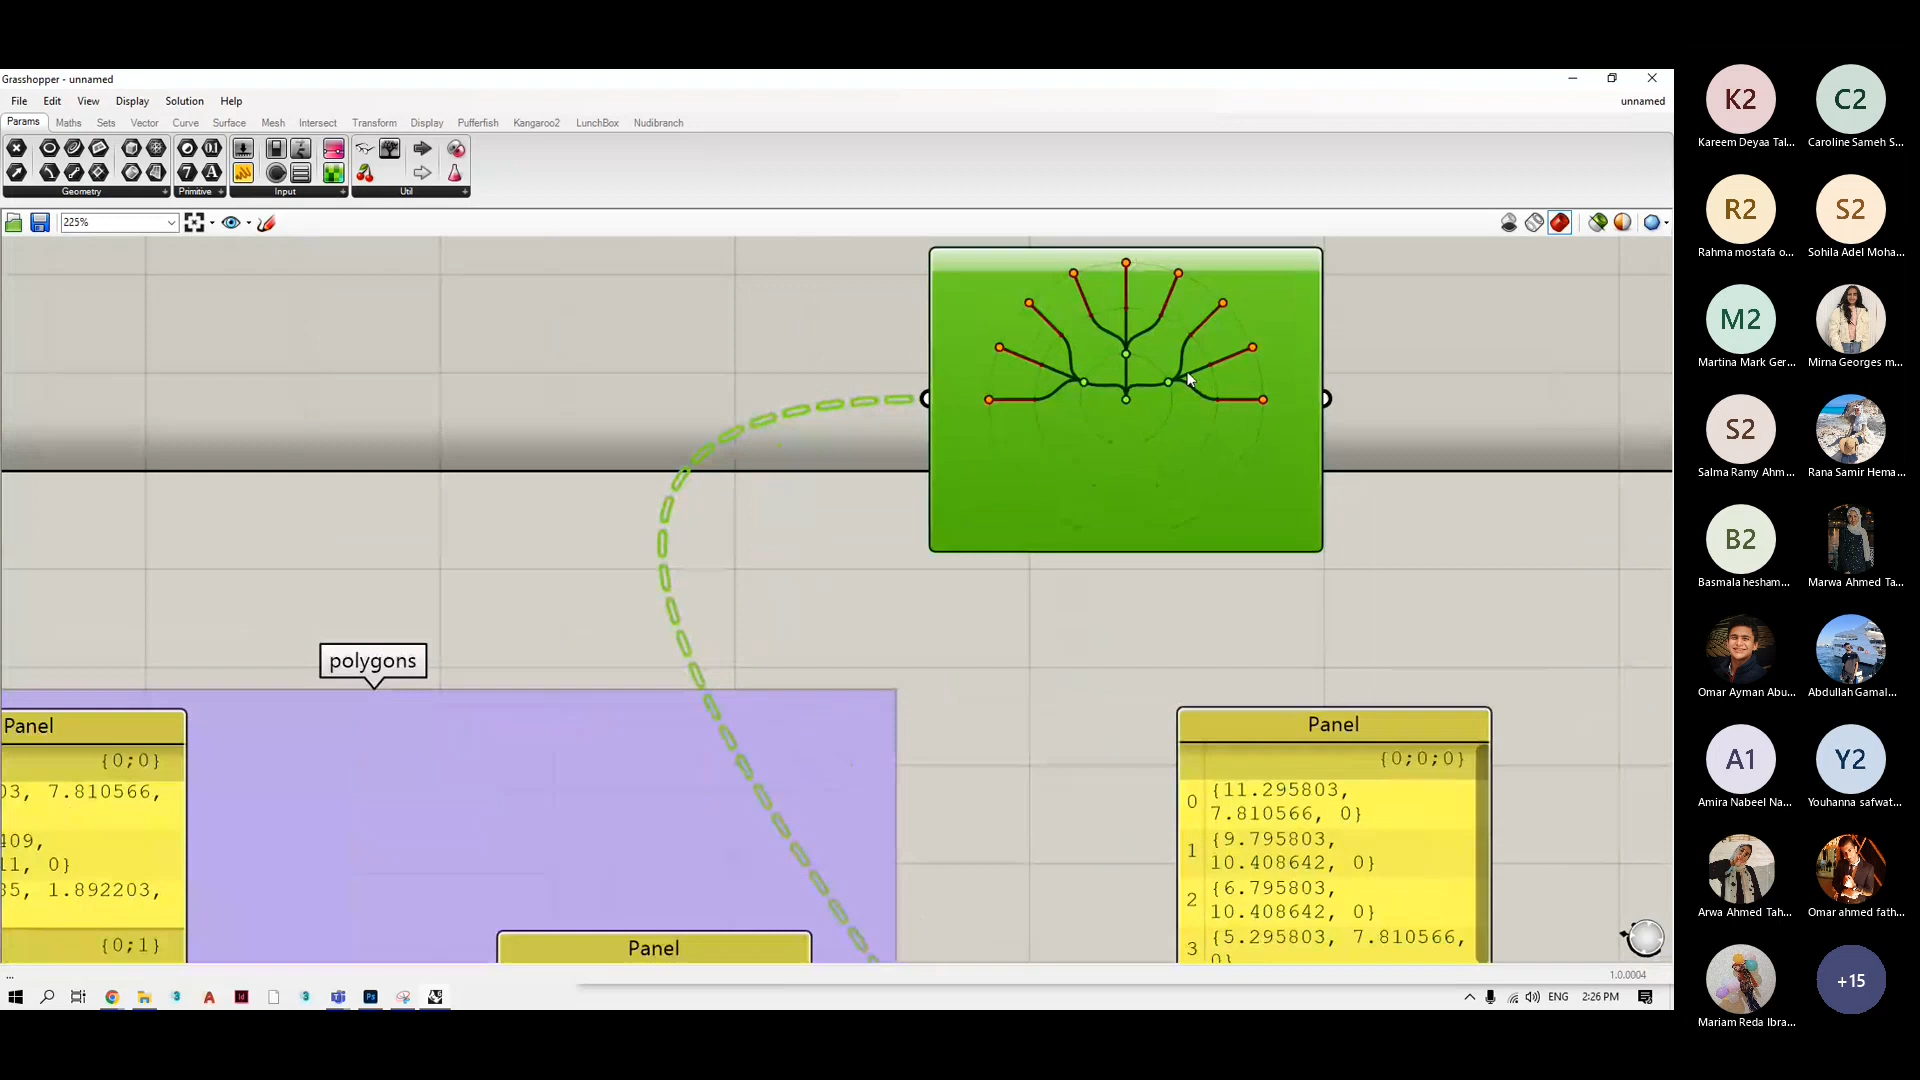 Grasshopper - unnamed
File Edit View Display Solution Help
unnamed
Params Maths Sets Vector Curve Surface Mesh Intersect Transform Display Pufferfish Kangaroo2 LunchBox Nudibranch
Geometry
Primitive
Input
Util
225%
polygons
Panel
{0;0}
03, 7.810566,
409,
11, 0}
35, 1.892203,
{0;1}
Panel
Panel
{0;0;0}
0 {11.295803,
7.810566, 0}
1 {9.795803,
10.408642, 0}
2 {6.795803,
10.408642, 0}
3 {5.295803, 7.810566,
0}
...
1.0.0004
ENG 2:26 PM
K2
Kareem Deyaa Tal...
C2
Caroline Sameh S...
R2
Rahma mostafa o...
S2
Sohila Adel Moha...
M2
Martina Mark Ger...
Mirna Georges m...
S2
Salma Ramy Ahm...
Rana Samir Hema...
B2
Basmala hesham...
Marwa Ahmed Ta...
Omar Ayman Abu...
Abdullah Gamal...
A1
Amira Nabeel Na...
Y2
Youhanna safwat...
Arwa Ahmed Tah...
Omar ahmed fath...
Mariam Reda Ibra...
+15